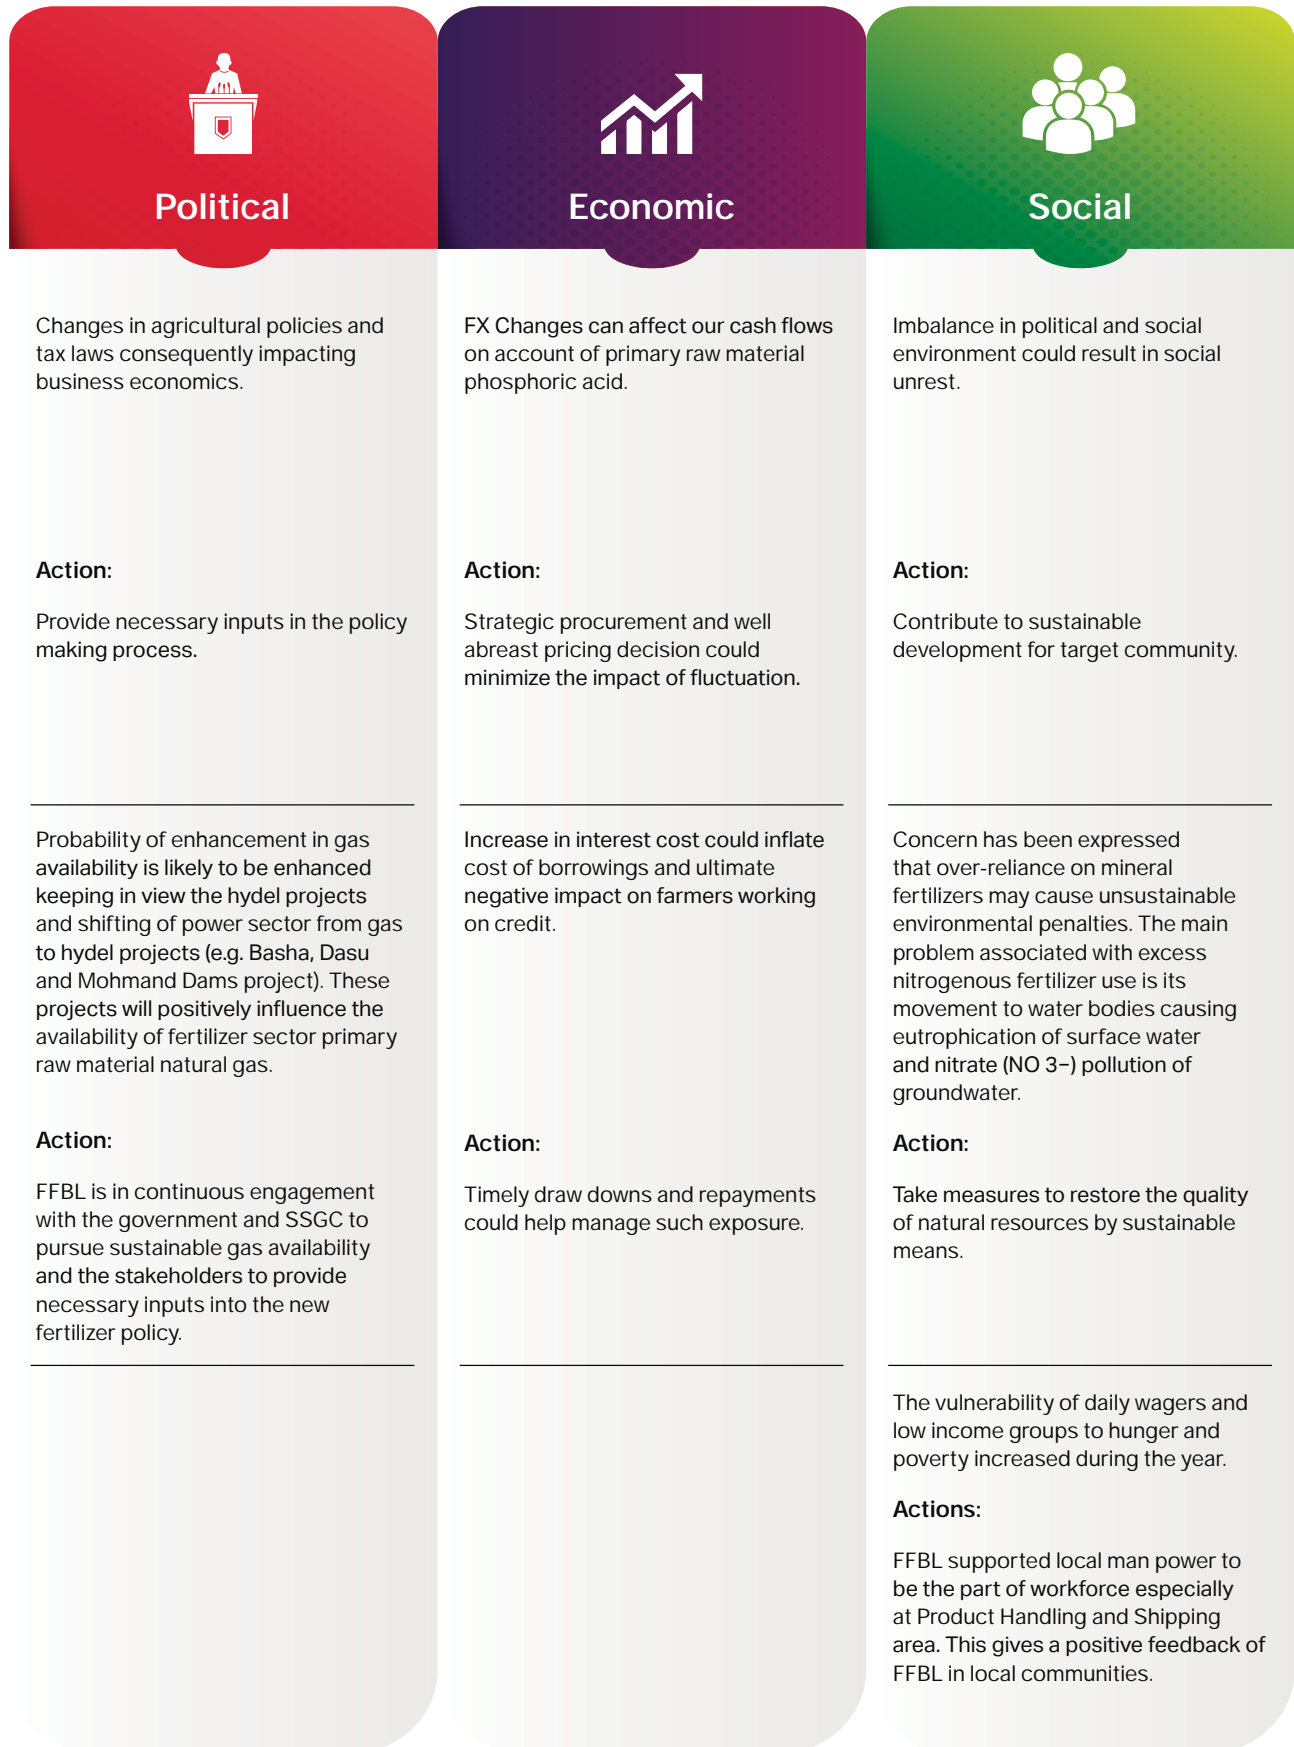 Political
Changes in agricultural policies and
tax laws consequently impacting
business economics.
Action:
Provide necessary inputs in the policy
making process.
Probability of enhancement in gas
availability is likely to be enhanced
keeping in view the hydel projects
and shifting of power sector from gas
to hydel projects (e.g. Basha, Dasu
and Mohmand Dams project). These
projects will positively influence the
availability of fertilizer sector primary
raw material natural gas.
Action:
FFBL is in continuous engagement
with the government and SSGC to
pursue sustainable gas availability
and the stakeholders to provide
necessary inputs into the new
fertilizer policy.
Economic
FX Changes can affect our cash flows
on account of primary raw material
phosphoric acid.
Action:
Strategic procurement and well
abreast pricing decision could
minimize the impact of fluctuation.
Increase in interest cost could inflate
cost of borrowings and ultimate
negative impact on farmers working
on credit.
Action:
Timely draw downs and repayments
could help manage such exposure.
Social
Imbalance in political and social
environment could result in social
unrest.
Action:
Contribute to sustainable
development for target community.
Concern has been expressed
that over-reliance on mineral
fertilizers may cause unsustainable
environmental penalties. The main
problem associated with excess
nitrogenous fertilizer use is its
movement to water bodies causing
eutrophication of surface water
and nitrate (NO 3−) pollution of
groundwater.
Action:
Take measures to restore the quality
of natural resources by sustainable
means.
The vulnerability of daily wagers and
low income groups to hunger and
poverty increased during the year.
Actions:
FFBL supported local man power to
be the part of workforce especially
at Product Handling and Shipping
area. This gives a positive feedback of
FFBL in local communities.